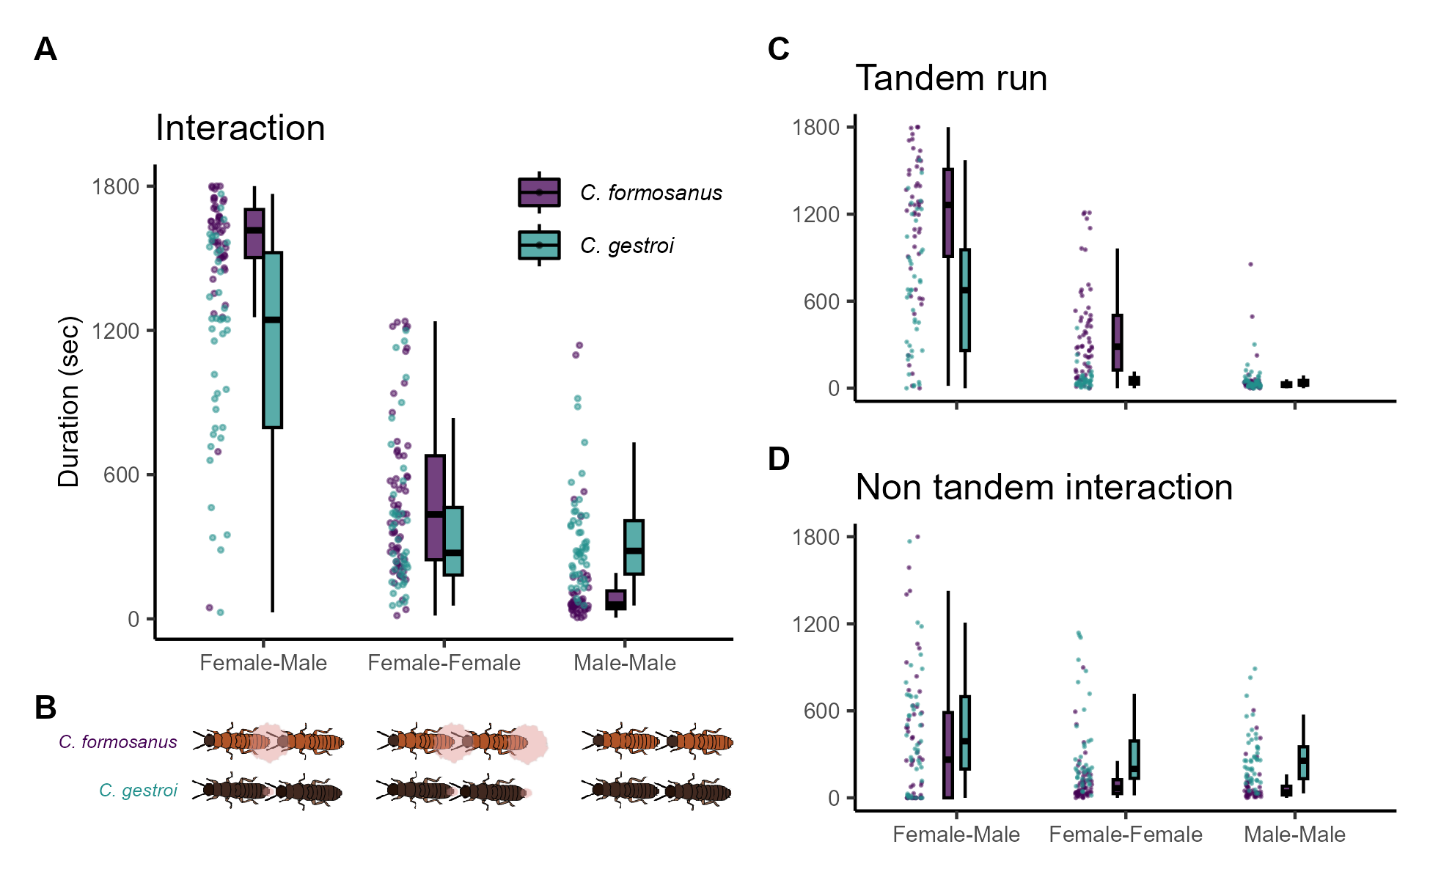 A
Interaction
1800
1200
600
0
Duration (sec)
C. formosanus
C. gestroi
Female-Male
Female-Female
Male-Male
B
C. formosanus
C. gestroi
C
Tandem run
1800
1200
600
0
D
Non tandem interaction
1800
1200
600
0
Female-Male
Female-Female
Male-Male